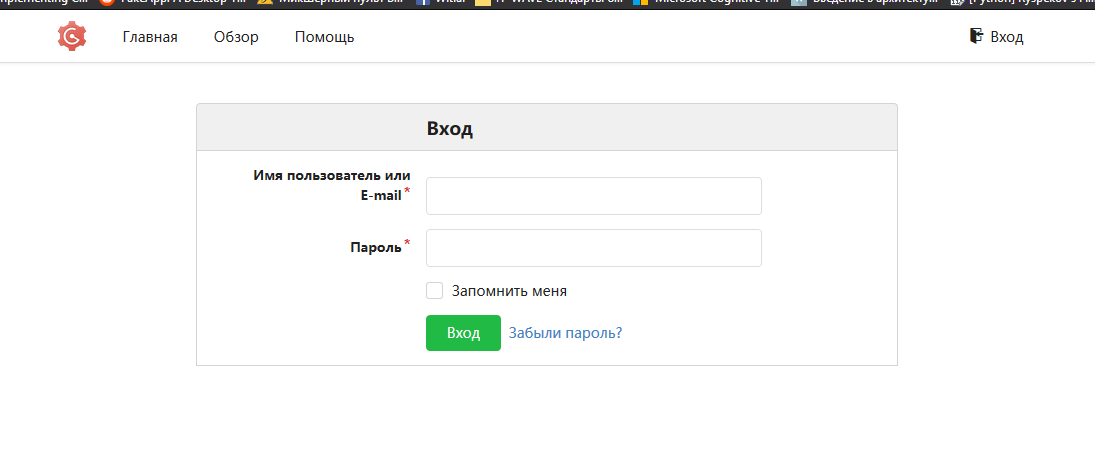 Главная Обзор Помощь Вход
Вход
Имя пользователь или
E-mail*
Пароль*
Запомнить меня
Вход Забыли пароль?